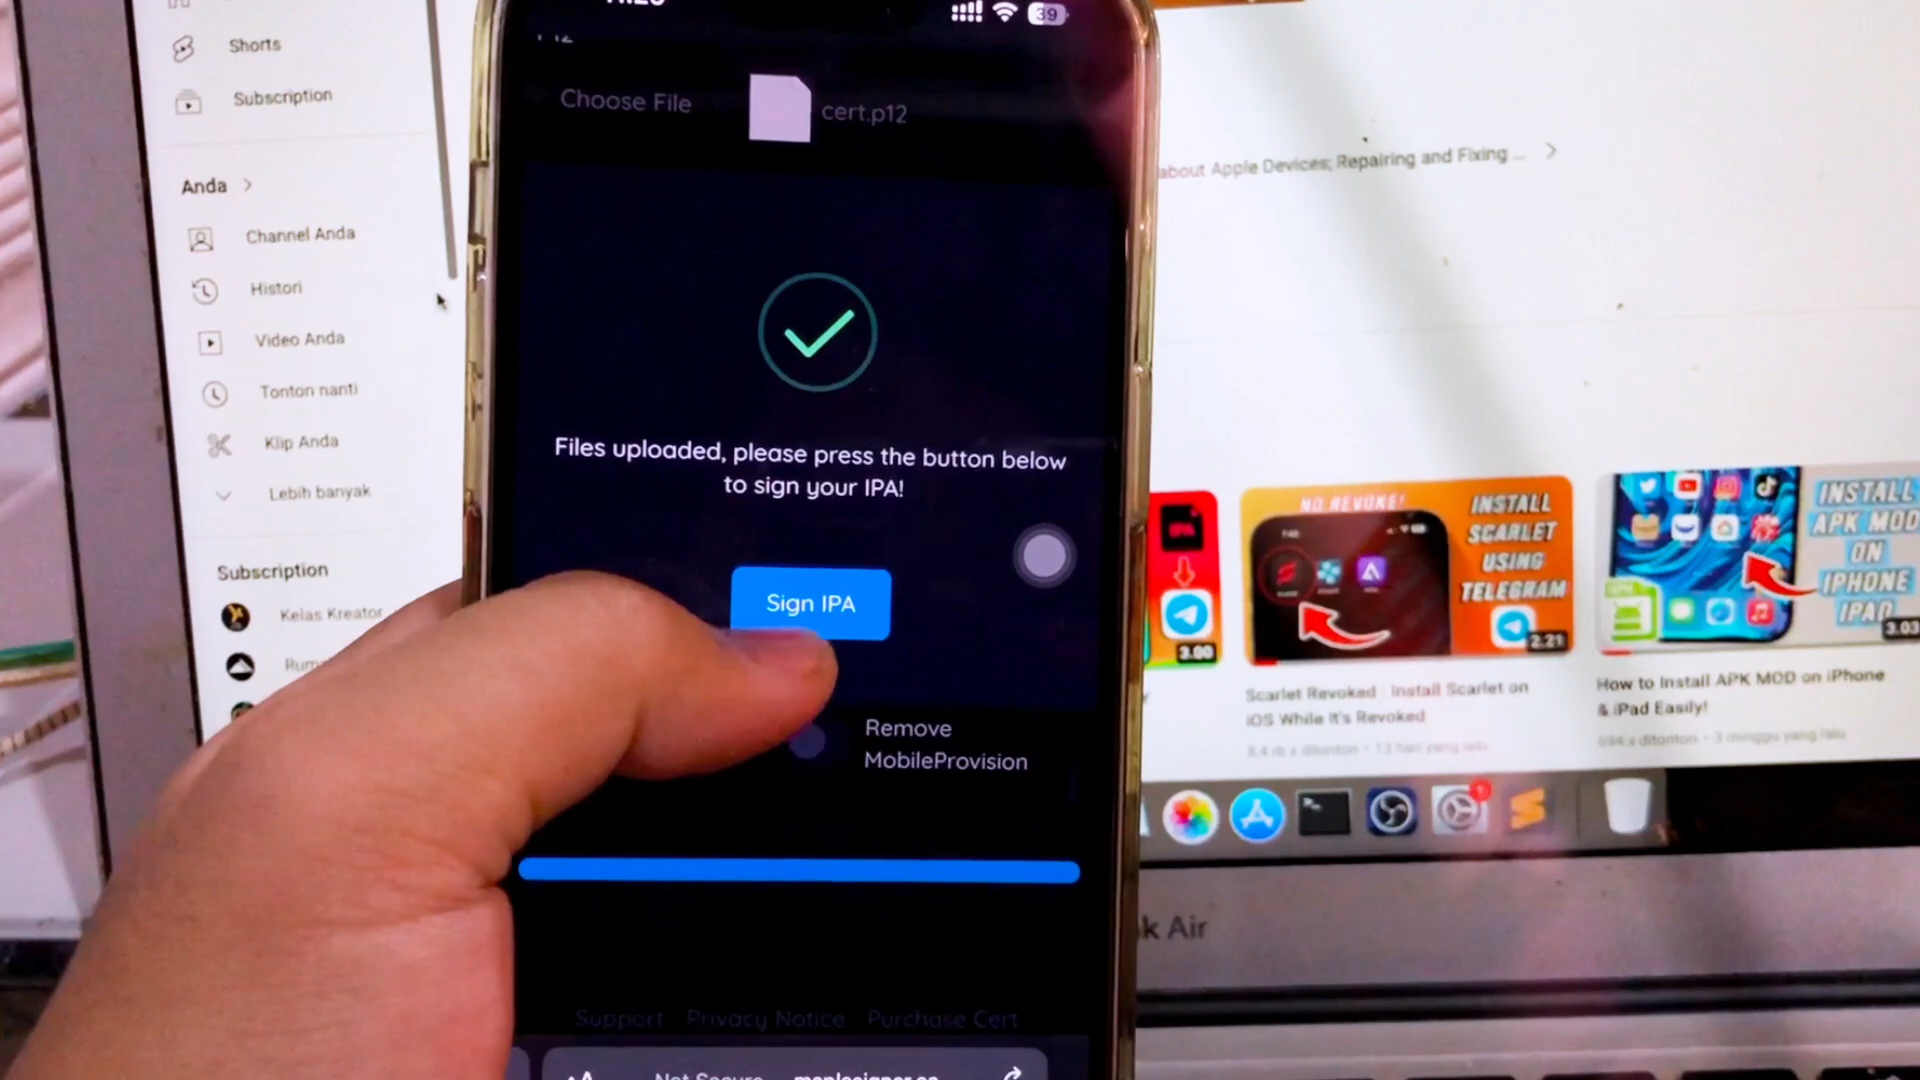 Shorts
Subscription
Anda
Channel Anda
Histori
Video Anda
Tonton nanti
Klip Anda
Lebih banyak
Subscription
Kelas Kreator
39
Choose File
cert.p12
Files uploaded, please press the button below
to sign your IPA!
Sign IPA
Remove
MobileProvision
Support Privacy Notice Purchase Cert
Not Secure
about Apple Devices; Repairing and Fixing ...
3.00
NO REVOKE!
INSTALL
SCARLET
USING
TELEGRAM
2.21
Scarlet Revoked Install Scarlet on
iOS While It's Revoked
8,4 rb x ditonton • 13 hari yang lalu
INSTALL
APK MOD
ON
IPHONE
IPAD
3.03
How to Install APK MOD on iPhone
& iPad Easily!
x ditonton • 3 minggu yang lalu
k Air